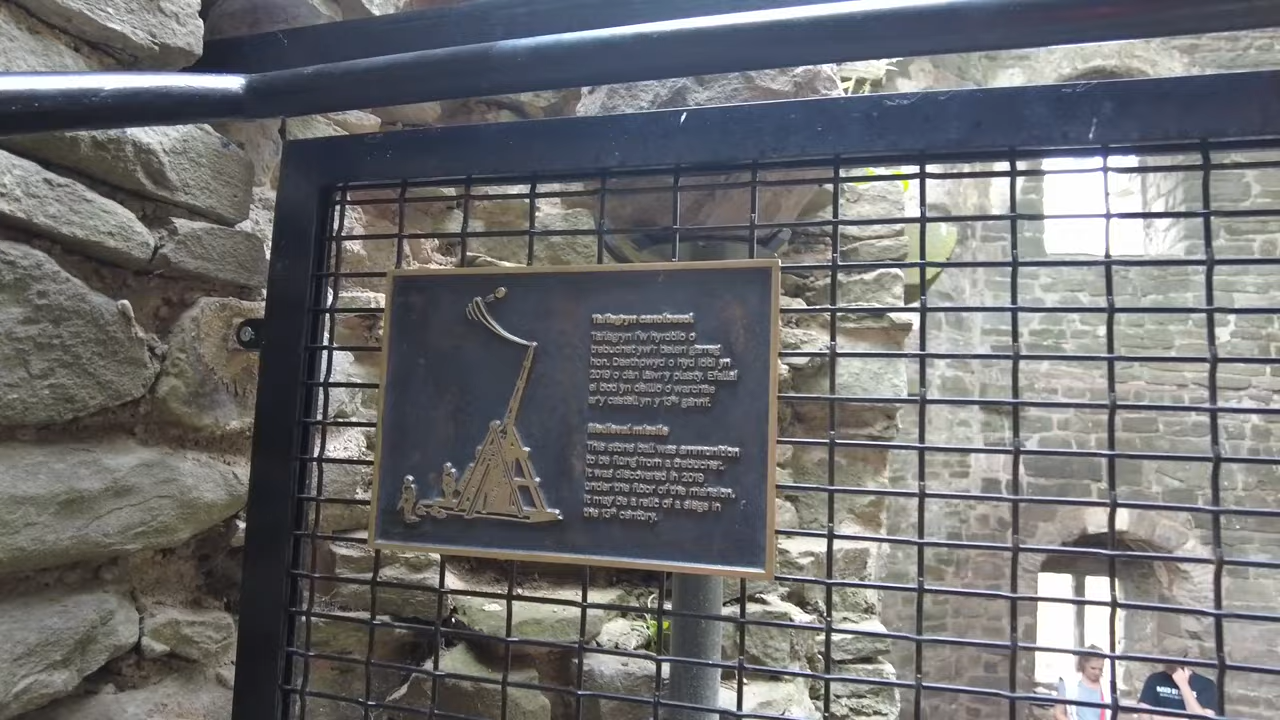 Taflegryn canoloesol
Taflegryn i'w hyrddio o
trebuchet yw'r belen garreg
hon. Daethpwyd o hyd iddi yn
2019 o dan lawr y plasty. Efallai
ei bod yn deillio o warchae
ar y castell yn y 13eg ganrif.
Medieval missile
This stone ball was ammunition
to be flung from a trebuchet.
It was discovered in 2019
under the floor of the mansion.
It may be a relic of a siege in
the 13th century.